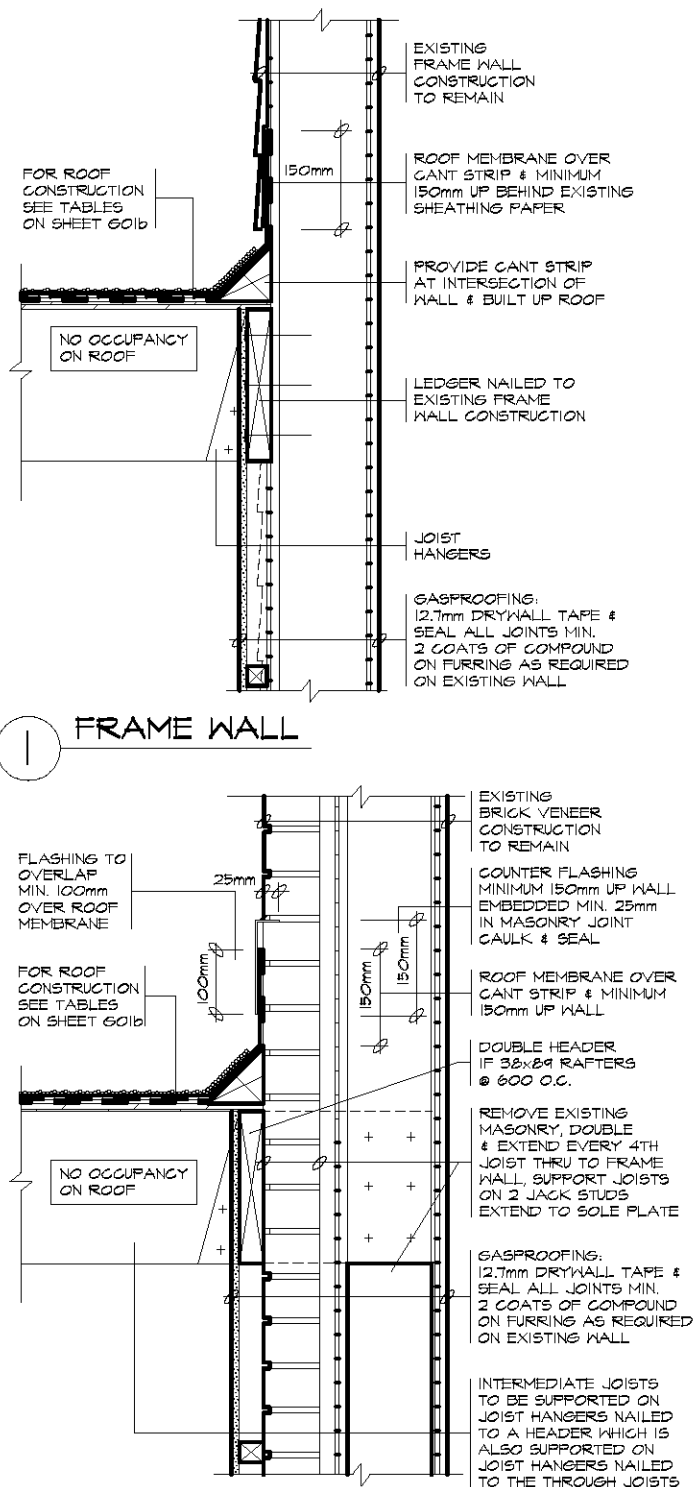 EXISTING
FRAME WALL
CONSTRUCTION
TO REMAIN
150mm
ROOF MEMBRANE OVER
CANT STRIP & MINIMUM
150mm UP BEHIND EXISTING
SHEATHING PAPER
FOR ROOF
CONSTRUCTION
SEE TABLES
ON SHEET G01b
PROVIDE CANT STRIP
AT INTERSECTION OF
WALL & BUILT UP ROOF
NO OCCUPANCY
ON ROOF
LEDGER NAILED TO
EXISTING FRAME
WALL CONSTRUCTION
JOIST
HANGERS
GASPROOFING:
12.7mm DRYWALL TAPE &
SEAL ALL JOINTS MIN.
2 COATS OF COMPOUND
ON FURRING AS REQUIRED
ON EXISTING WALL
1 FRAME WALL
EXISTING
BRICK VENEER
CONSTRUCTION
TO REMAIN
FLASHING TO
OVERLAP
MIN. 100mm
OVER ROOF
MEMBRANE
25mm
COUNTER FLASHING
MINIMUM 150mm UP WALL
EMBEDDED MIN. 25mm
IN MASONRY JOINT
CAULK & SEAL
100mm
150mm
150mm
FOR ROOF
CONSTRUCTION
SEE TABLES
ON SHEET G01b
ROOF MEMBRANE OVER
CANT STRIP & MINIMUM
150mm UP WALL
DOUBLE HEADER
IF 38x89 RAFTERS
@ 600 O.C.
REMOVE EXISTING
MASONRY, DOUBLE
& EXTEND EVERY 4TH
JOIST THRU TO FRAME
WALL, SUPPORT JOISTS
ON 2 JACK STUDS
EXTEND TO SOLE PLATE
NO OCCUPANCY
ON ROOF
GASPROOFING:
12.7mm DRYWALL TAPE &
SEAL ALL JOINTS MIN.
2 COATS OF COMPOUND
ON FURRING AS REQUIRED
ON EXISTING WALL
INTERMEDIATE JOISTS
TO BE SUPPORTED ON
JOIST HANGERS NAILED
TO A HEADER WHICH IS
ALSO SUPPORTED ON
JOIST HANGERS NAILED
TO THE THROUGH JOISTS